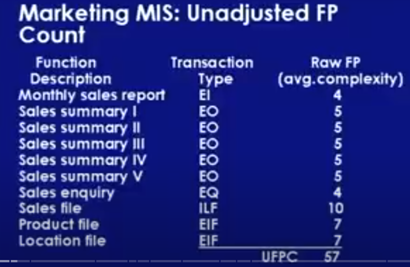 Marketing MIS: Unadjusted FP
Count
Function Transaction Raw FP
Description Type (avg.complexity)
Monthly sales report EI 4
Sales summary I EO 5
Sales summary II EO 5
Sales summary III EO 5
Sales summary IV EO 5
Sales summary V EO 5
Sales enquiry EQ 4
Sales file ILF 10
Product file EIF 7
Location file EIF 7
UFPC 57